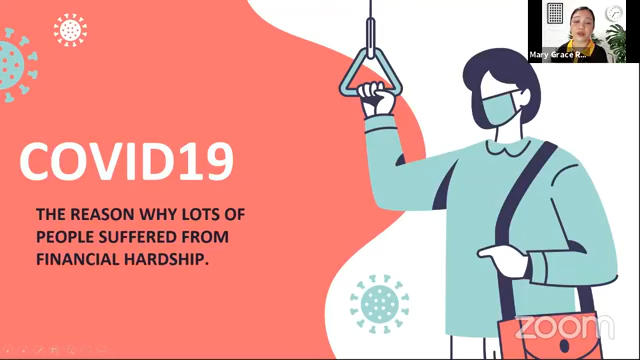 Mary Grace R...
COVID19
THE REASON WHY LOTS OF
PEOPLE SUFFERED FROM
FINANCIAL HARDSHIP.
zoom